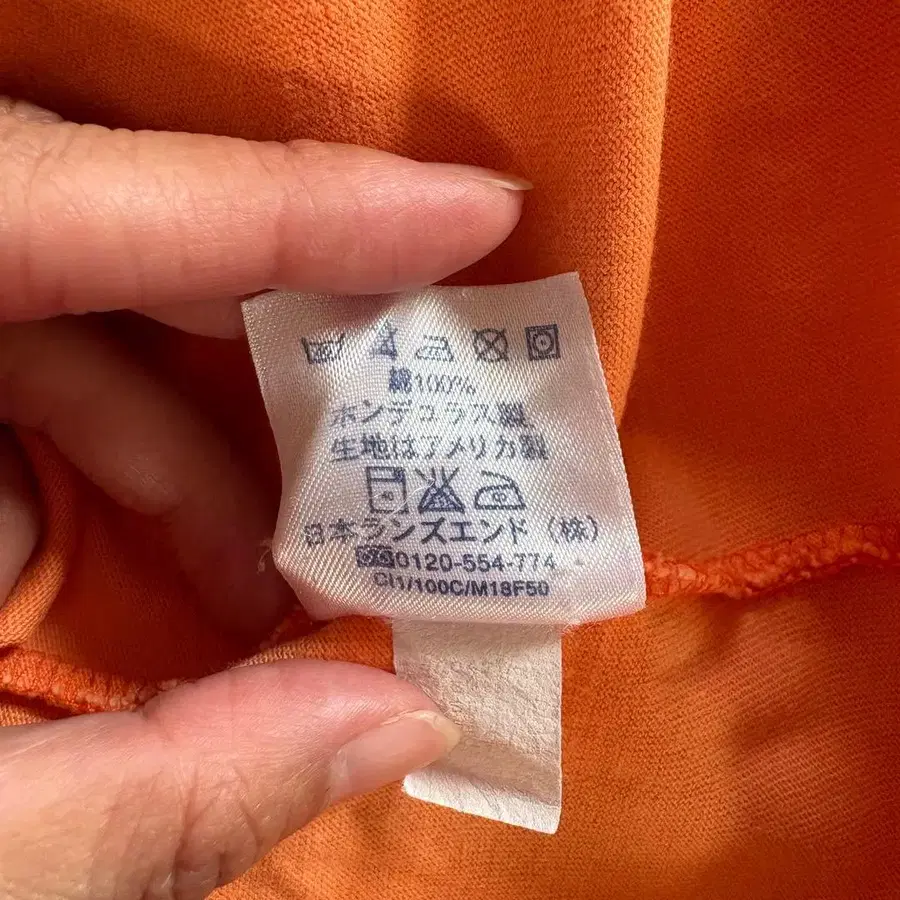 綿100%
ホンデュラス製
生地はアメリカ製
40
日本ランズエンド(株)
0120-554-774
CI1/100C/M18F50